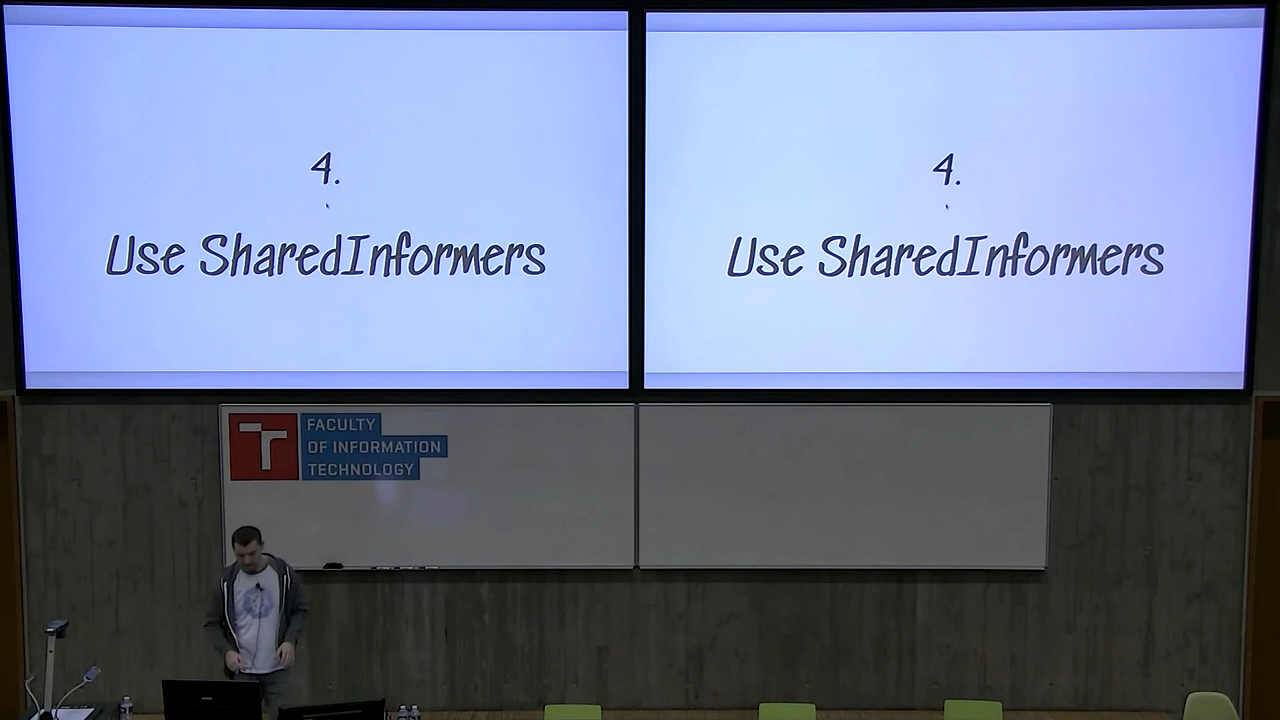 4.
Use SharedInformers
4.
Use SharedInformers
FACULTY
OF INFORMATION
TECHNOLOGY